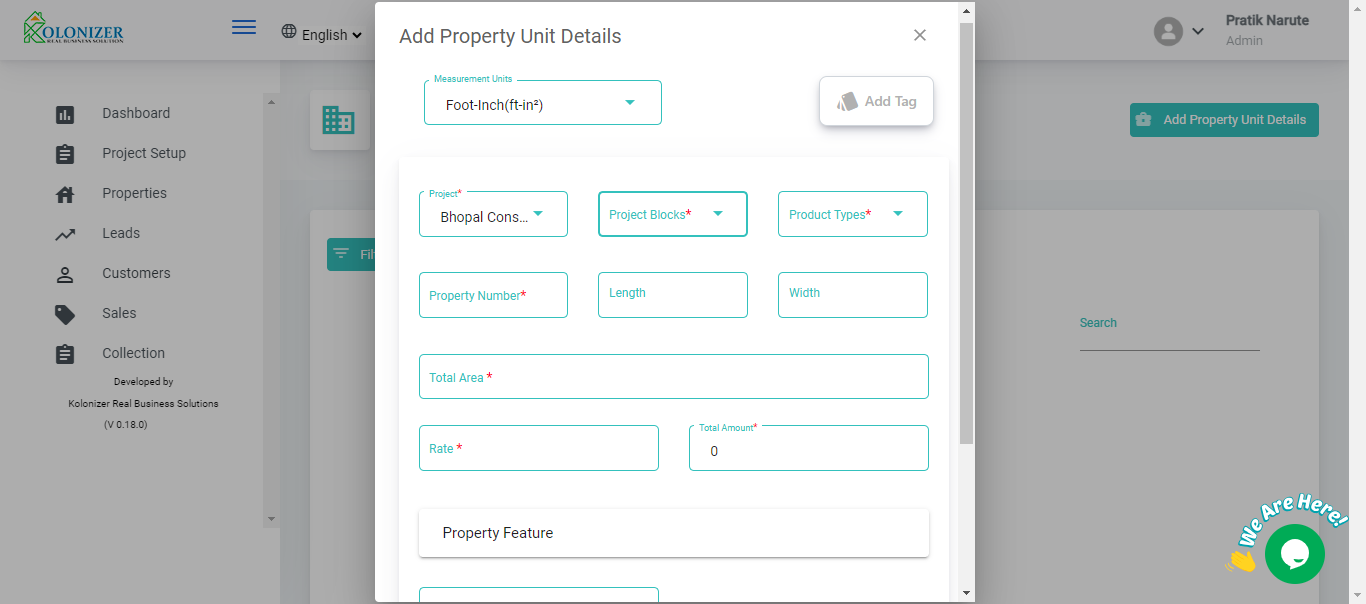 KOLONIZER
REAL BUSINESS SOLUTION
English
Pratik Narute
Admin
Dashboard
Project Setup
Properties
Leads
Customers
Sales
Collection
Developed by
Kolonizer Real Business Solutions
(V 0.18.0)
Add Property Unit Details
Fil
Search
Add Property Unit Details
Measurement Units
Foot-Inch(ft-in²)
Add Tag
Project*
Bhopal Cons...
Project Blocks*
Product Types*
Property Number*
Length
Width
Total Area *
Rate *
Total Amount*
0
Property Feature
We Are Here!